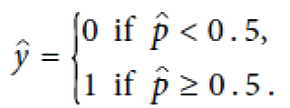 ŷ = {0 if p̂ < 0.5,
1 if p̂ ≥ 0.5.